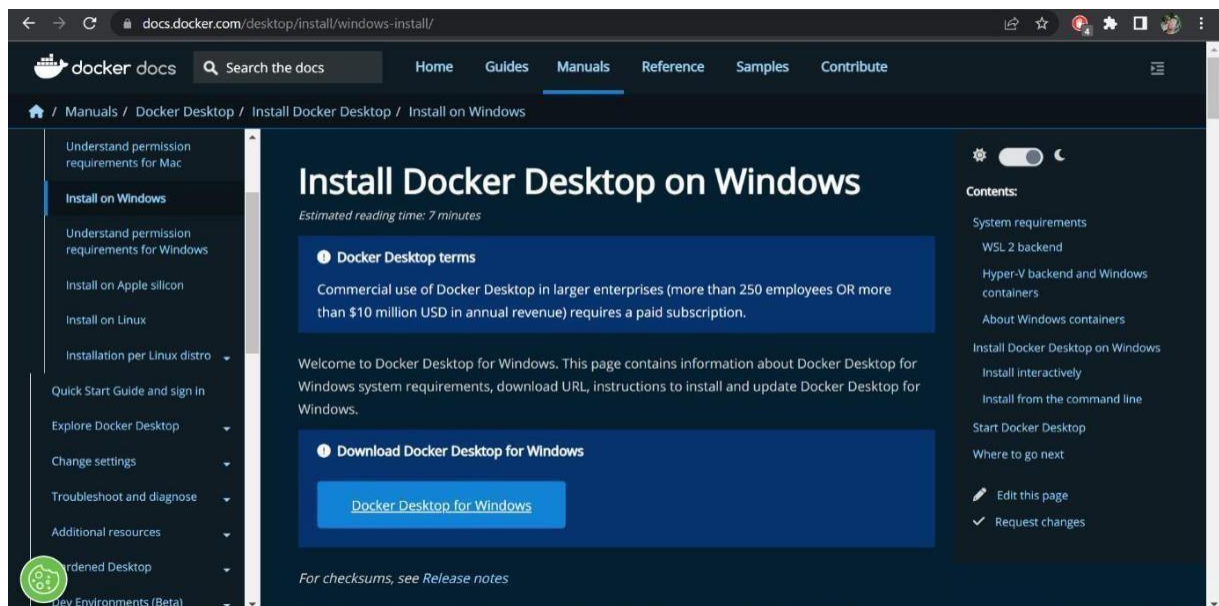 docs.docker.com/desktop/install/windows-install/
4
docker docs
Search the docs
Home
Guides
Manuals
Reference
Samples
Contribute
/ Manuals / Docker Desktop / Install Docker Desktop / Install on Windows
Understand permission
requirements for Mac
Install on Windows
Understand permission
requirements for Windows
Install on Apple silicon
Install on Linux
Installation per Linux distro
Quick Start Guide and sign in
Explore Docker Desktop
Change settings
Troubleshoot and diagnose
Additional resources
Desktop
Dev Environments (Beta)
Install Docker Desktop on Windows
Estimated reading time: 7 minutes
Docker Desktop terms
Commercial use of Docker Desktop in larger enterprises (more than 250 employees OR more
than $10 million USD in annual revenue) requires a paid subscription.
Welcome to Docker Desktop for Windows. This page contains information about Docker Desktop for
Windows system requirements, download URL, instructions to install and update Docker Desktop for
Windows.
Download Docker Desktop for Windows
Docker Desktop for Windows
For checksums, see Release notes
Contents:
System requirements
WSL 2 backend
Hyper-V backend and Windows
containers
About Windows containers
Install Docker Desktop on Windows
Install interactively
Install from the command line
Start Docker Desktop
Where to go next
Edit this page
Request changes